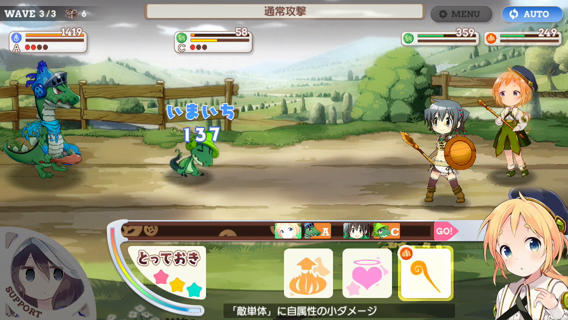 WAVE 3/3 6
通常攻撃
MENU
AUTO
1419
A
58
C
359
249
いまいち
137
A
C
GO!
とっておき
SUPPORT
「敵単体」に自属性の小ダメージ